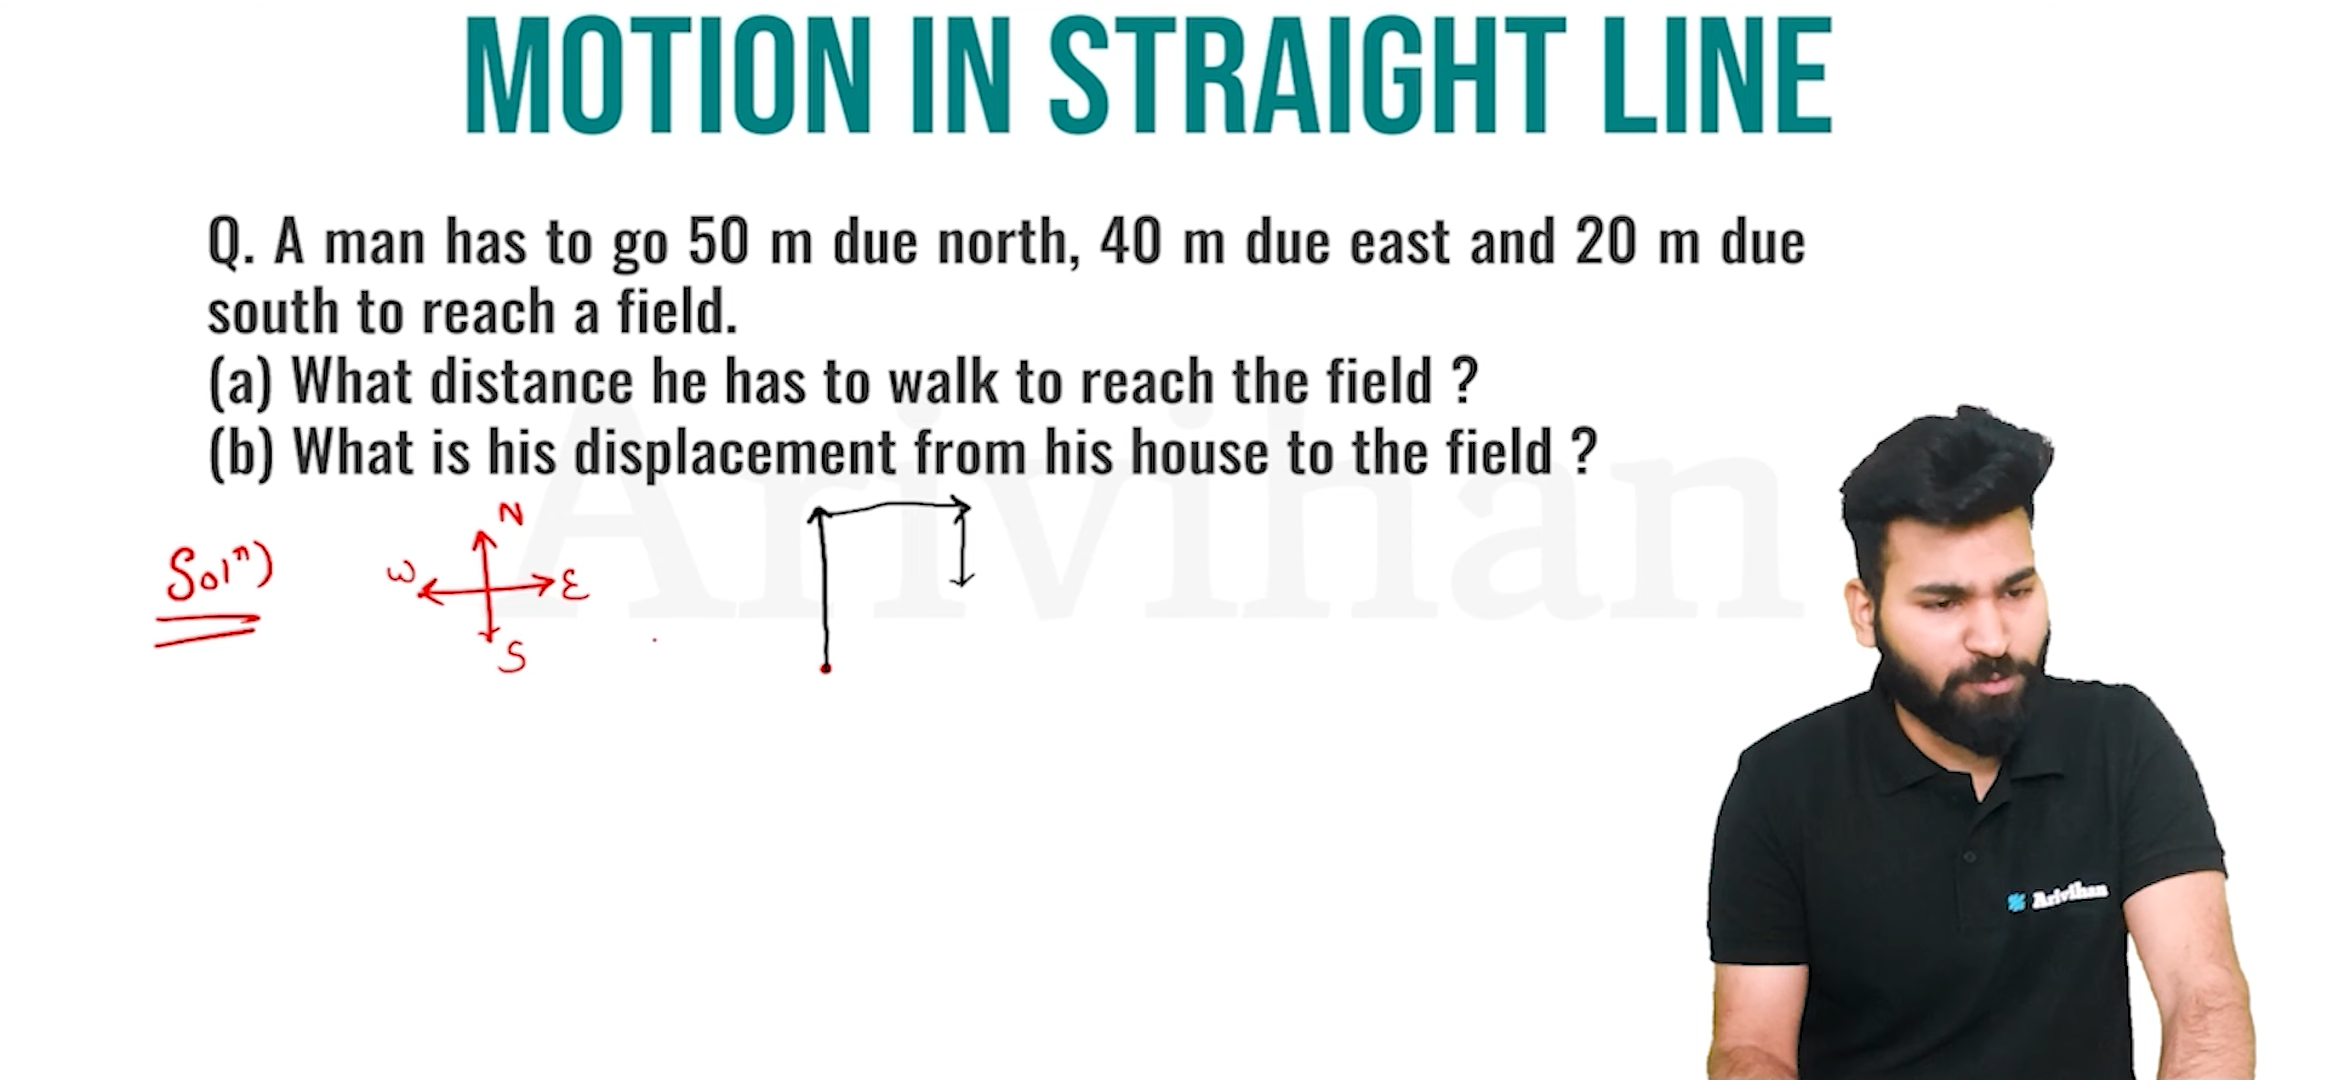 MOTION IN STRAIGHT LINE
Q. A man has to go 50 m due north, 40 m due east and 20 m due
south to reach a field.
(a) What distance he has to walk to reach the field ?
(b) What is his displacement from his house to the field ?
Arivihan
Solⁿ)
N
W
E
S
Arivihan